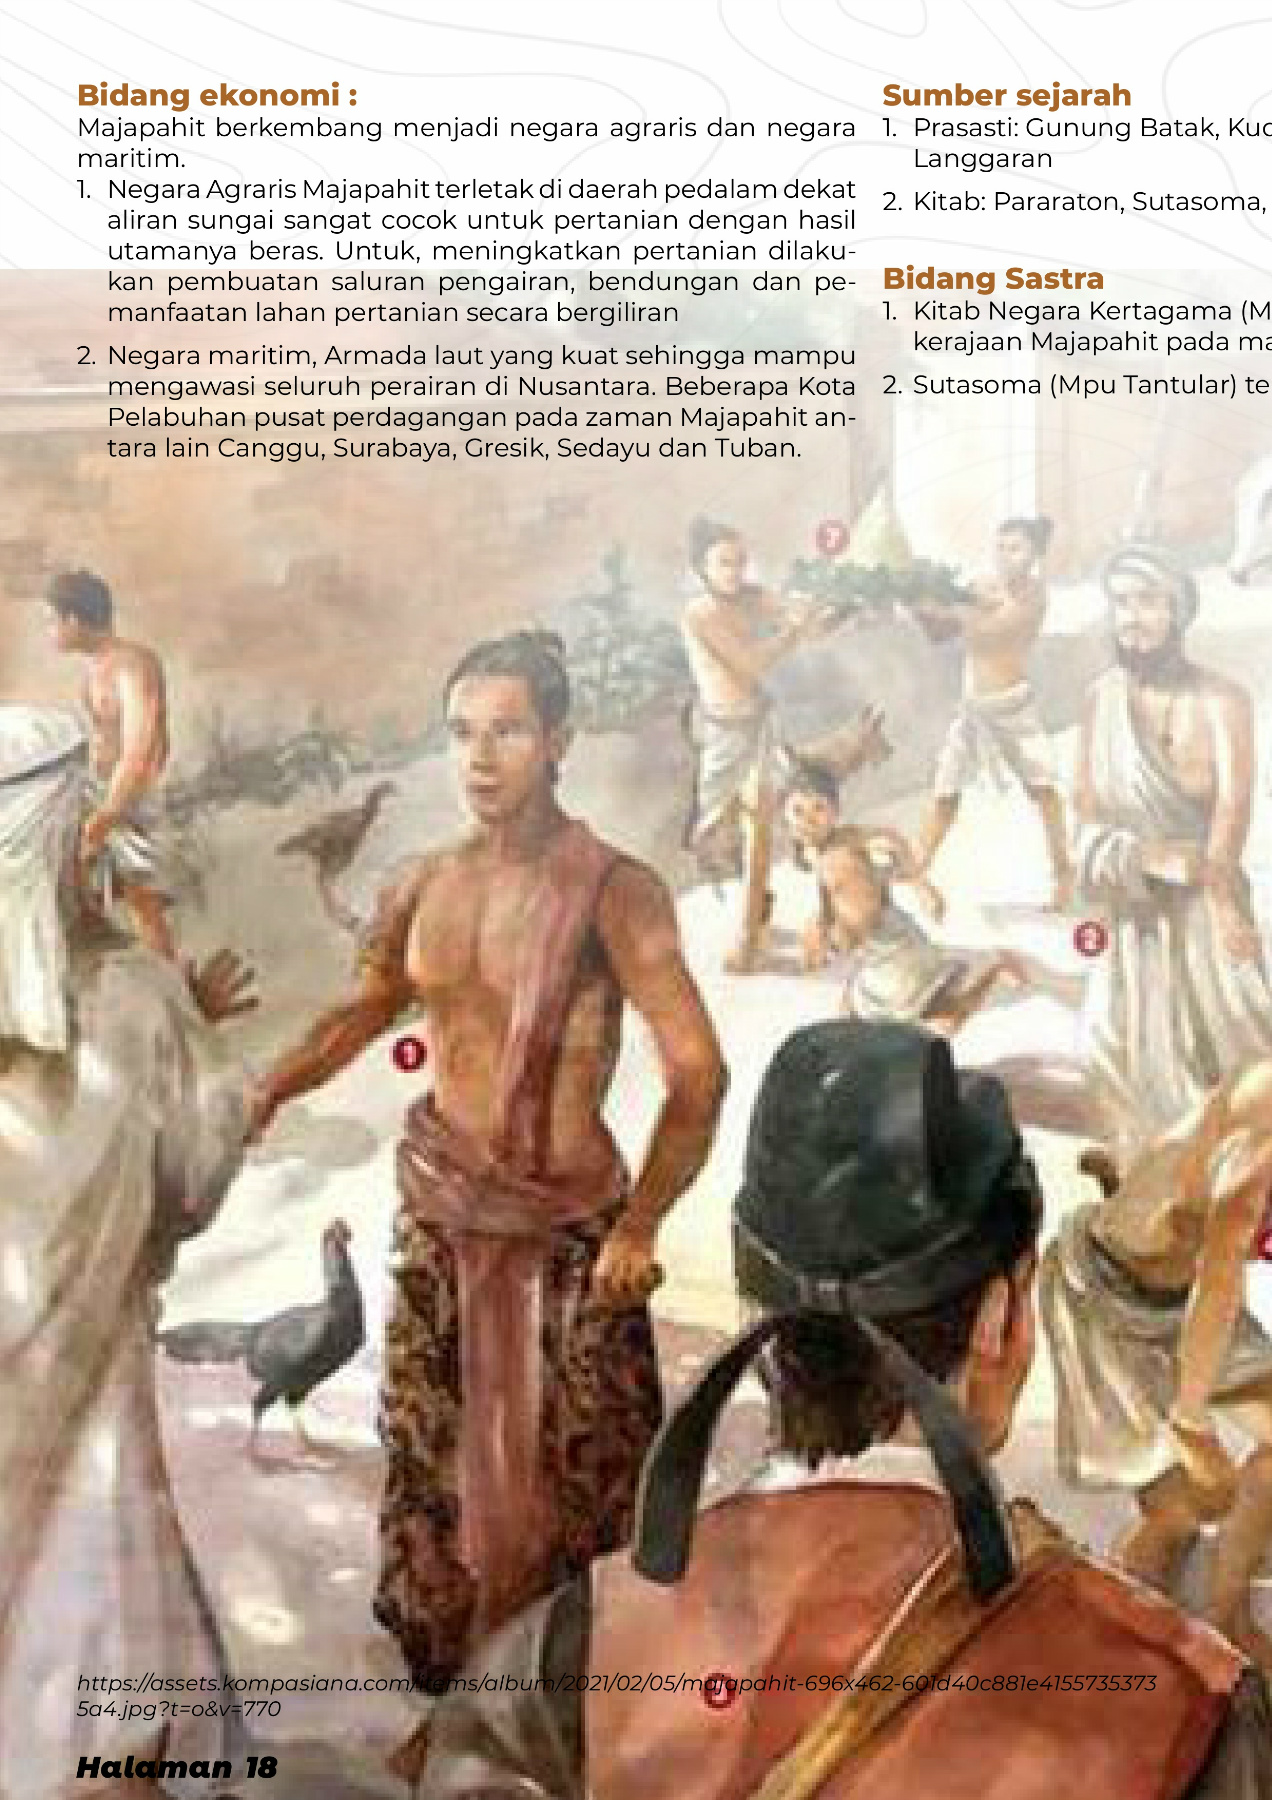 Bidang ekonomi :
Majapahit berkembang menjadi negara agraris dan negara
maritim.
1. Negara Agraris Majapahit terletak di daerah pedalam dekat
aliran sungai sangat cocok untuk pertanian dengan hasil
utamanya beras. Untuk, meningkatkan pertanian dilaku-
kan pembuatan saluran pengairan, bendungan dan pe-
manfaatan lahan pertanian secara bergiliran
2. Negara maritim, Armada laut yang kuat sehingga mampu
mengawasi seluruh perairan di Nusantara. Beberapa Kota
Pelabuhan pusat perdagangan pada zaman Majapahit an-
tara lain Canggu, Surabaya, Gresik, Sedayu dan Tuban.
Sumber sejarah
1. Prasasti: Gunung Batak,
Langgaran
2. Kitab: Pararaton, Sutasoma,
Bidang Sastra
1. Kitab Negara Kertagama
kerajaan Majapahit pada
2. Sutasoma (Mpu Tantular)
7
2
1
https://assets.kompasiana.com/items/album/2021/02/05/majapahit-696x462-601d40c881e4155735373
5a4.jpg?t=o&v=770
Halaman 18